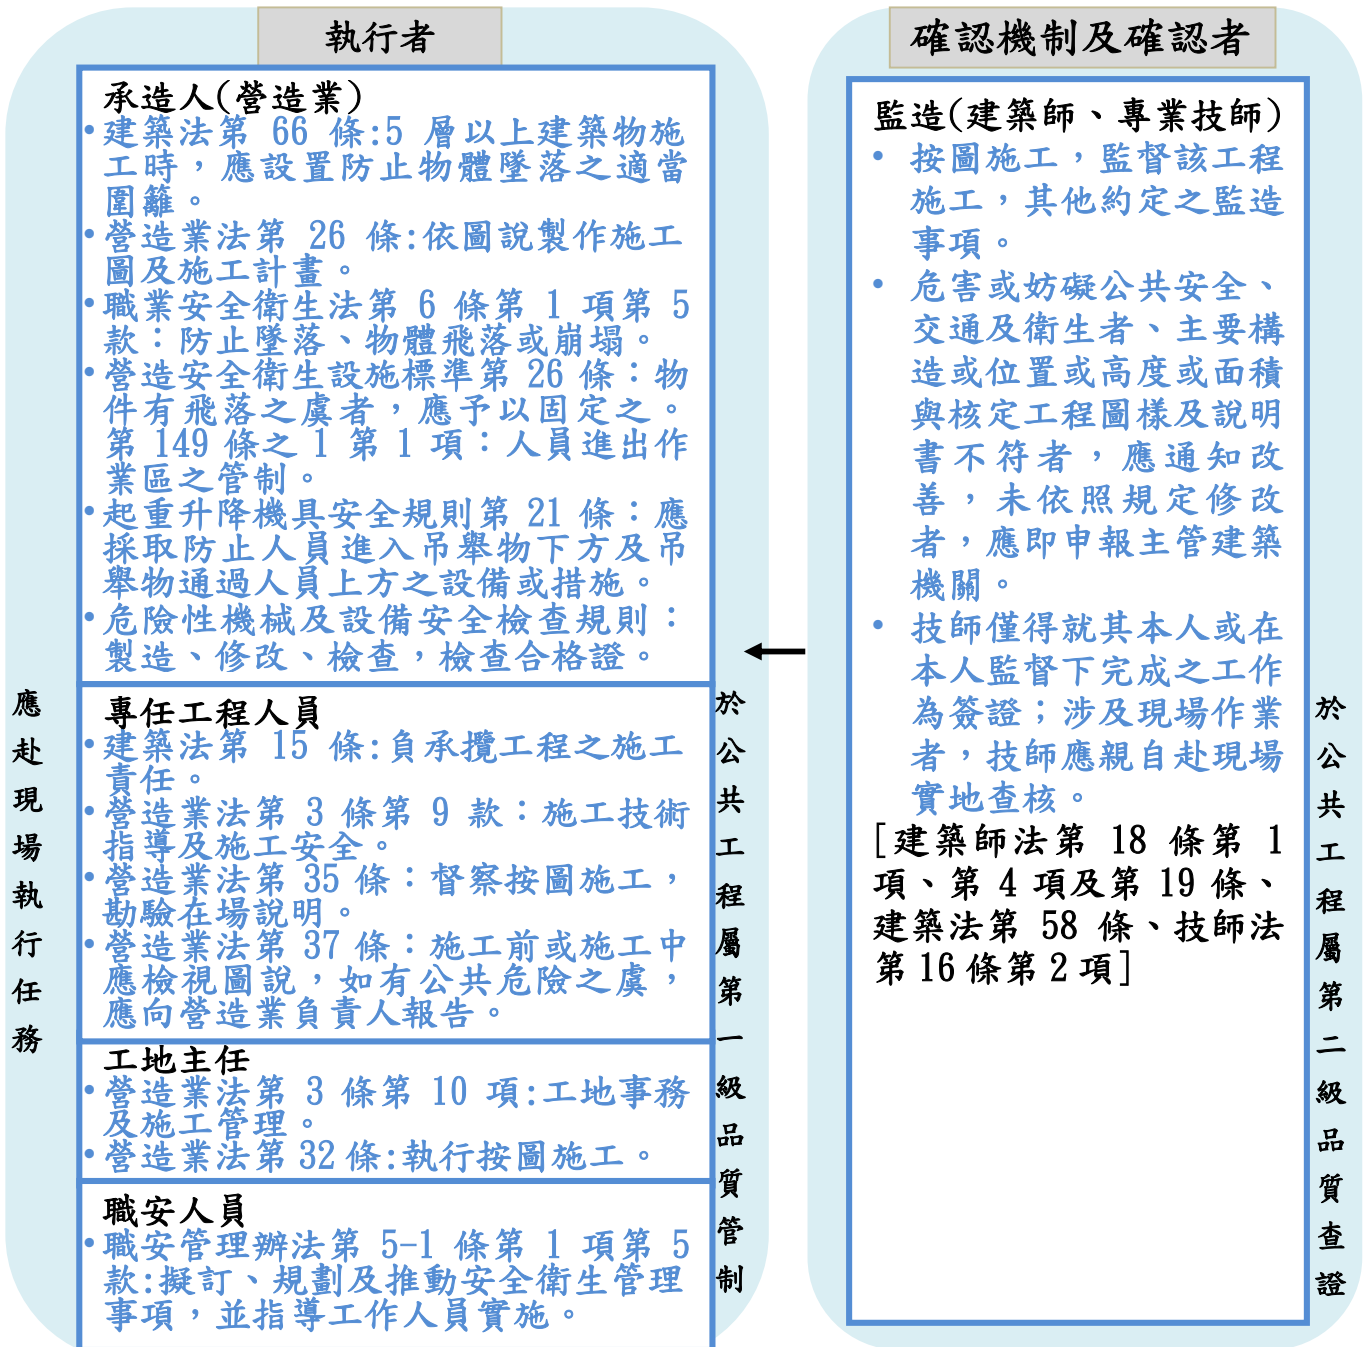 執行者
承造人(營造業)
•建築法第 66 條:5 層以上建築物施
工時,應設置防止物體墜落之適當
圍籬。
•營造業法第 26 條:依圖說製作施工
圖及施工計畫。
•職業安全衛生法第 6 條第 1 項第 5
款：防止墜落、物體飛落或崩塌。
•營造安全衛生設施標準第 26 條：物
件有飛落之虞者，應予以固定之。
第 149 條之 1 第 1 項：人員進出作
業區之管制。
•起重升降機具安全規則第 21 條：應
採取防止人員進入吊舉物下方及吊
舉物通過人員上方之設備或措施。
•危險性機械及設備安全檢查規則：
製造、修改、檢查，檢查合格證。
專任工程人員
•建築法第 15 條:負承攬工程之施工
責任。
•營造業法第 3 條第 9 款：施工技術
指導及施工安全。
•營造業法第 35 條：督察按圖施工，
勘驗在場說明。
•營造業法第 37 條：施工前或施工中
應檢視圖說，如有公共危險之虞，
應向營造業負責人報告。
工地主任
•營造業法第 3 條第 10 項:工地事務
及施工管理。
•營造業法第 32 條:執行按圖施工。
職安人員
•職安管理辦法第 5-1 條第 1 項第 5
款:擬訂、規劃及推動安全衛生管理
事項，並指導工作人員實施。
應赴現場執行任務
於公共工程屬第一級品質管制
確認機制及確認者
監造(建築師、專業技師)
• 按圖施工，監督該工程
施工，其他約定之監造
事項。
• 危害或妨礙公共安全、
交通及衛生者、主要構
造或位置或高度或面積
與核定工程圖樣及說明
書不符者，應通知改
善，未依照規定修改
者，應即申報主管建築
機關。
• 技師僅得就其本人或在
本人監督下完成之工作
為簽證；涉及現場作業
者，技師應親自赴現場
實地查核。
[建築師法第 18 條第 1
項、第 4 項及第 19 條、
建築法第 58 條、技師法
第 16 條第 2 項]
於公共工程屬第二級品質查證